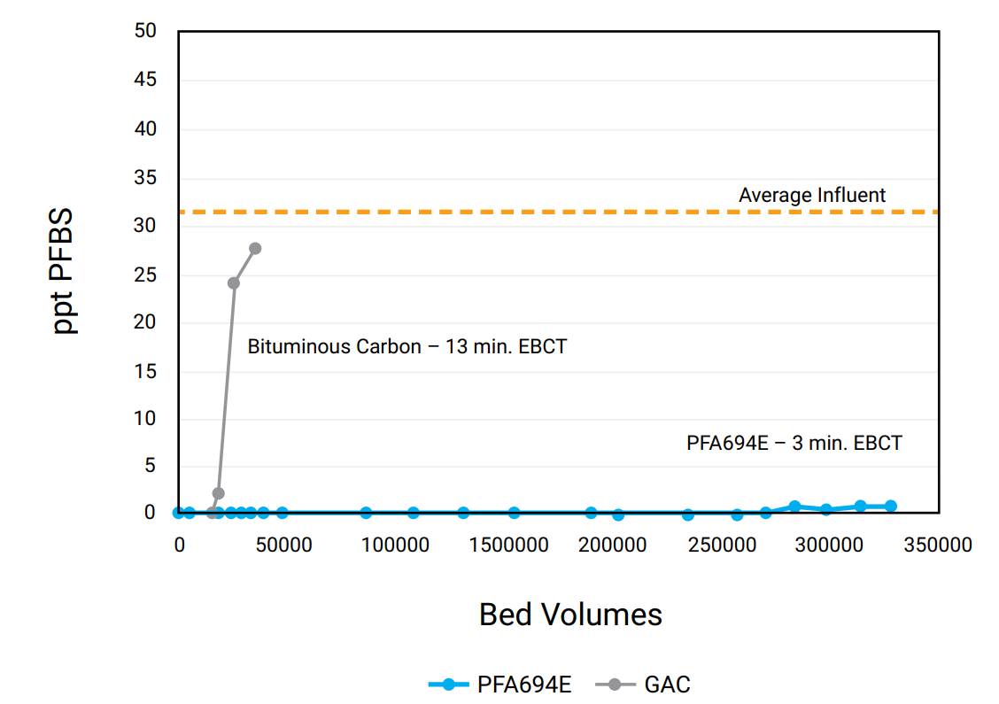 50
45
40
35
Average Influent
30
25
20
Bituminous Carbon – 13 min. EBCT
15
10
PFA694E – 3 min. EBCT
5
0
ppt PFBS
0 50000 100000 1500000 200000 250000 300000 350000
Bed Volumes
PFA694E GAC